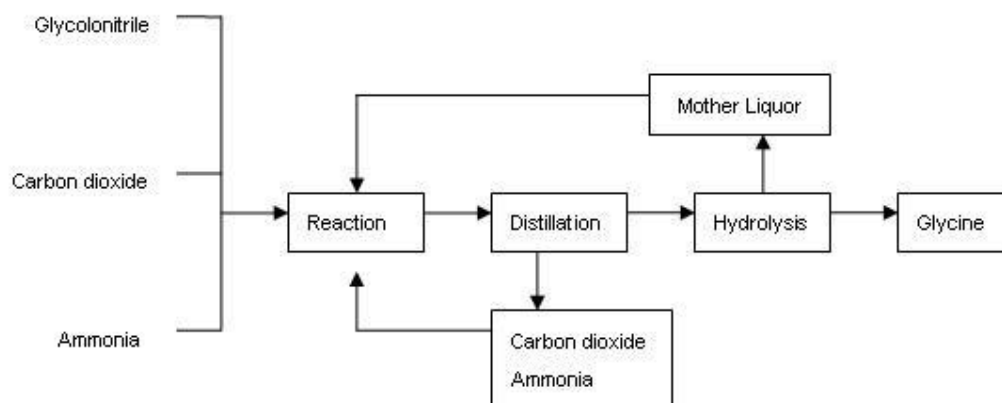 Glycolonitrile
Mother Liquor
Carbon dioxide
Reaction
Distillation
Hydrolysis
Glycine
Ammonia
Carbon dioxide
Ammonia